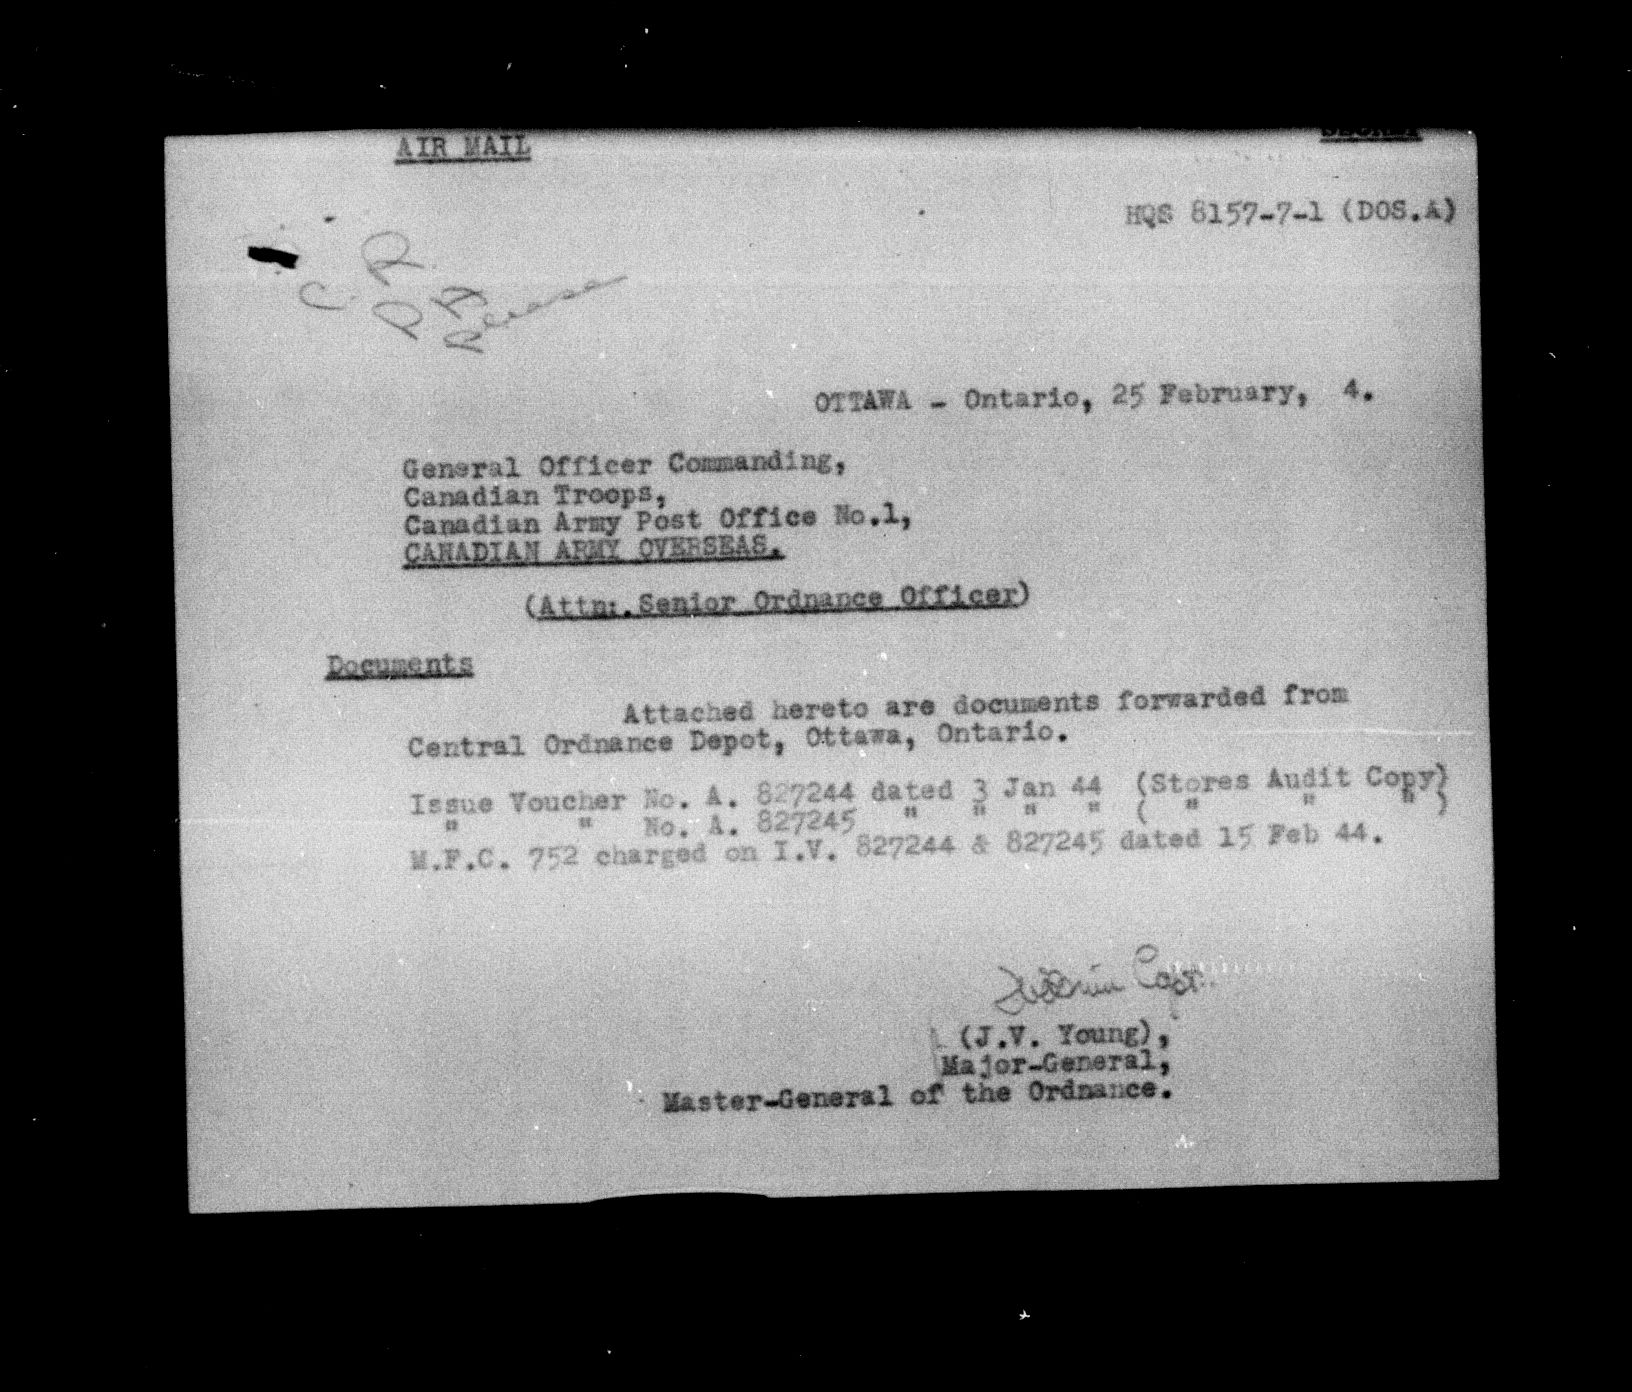 AIR MAIL
HQS 8157-7-1 (DOS.A)
OTTAWA - Ontario, 25 February, 4.
General Officer Commanding,
Canadian Troops,
Canadian Army Post Office No.1,
CANADIAN ARMY OVERSEAS.
(Attn:.Senior Ordnance Officer)
Documents
Attached hereto are documents forwarded from
Central Ordnance Depot, Ottawa, Ontario.
Issue Voucher No. A. 827244 dated 3 Jan 44 (Stores Audit Copy)
" " No. A. 827245 " " " " ( " " " )
M.F.C. 752 charged on I.V. 827244 & 827245 dated 15 Feb 44.
Capt.
(J.V. Young),
Major-General,
Master-General of the Ordnance.